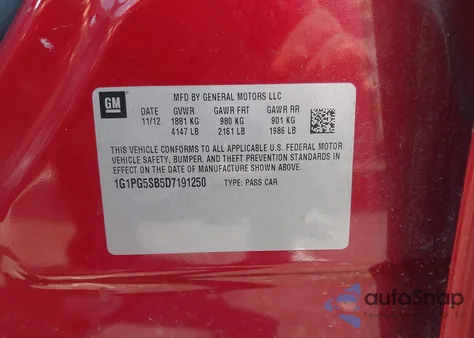 GM
MFD BY GENERAL MOTORS LLC
DATE GVWR GAWR FRT GAWR RR
11/12 1881 KG 980 KG 901 KG
4147 LB 2161 LB 1986 LB
THIS VEHICLE CONFORMS TO ALL APPLICABLE U.S. FEDERAL MOTOR
VEHICLE SAFETY, BUMPER, AND THEFT PREVENTION STANDARDS IN
EFFECT ON THE DATE OF MANUFACTURE SHOWN ABOVE.
1G1PG5SB5D7191250 TYPE: PASS CAR
autoSnap